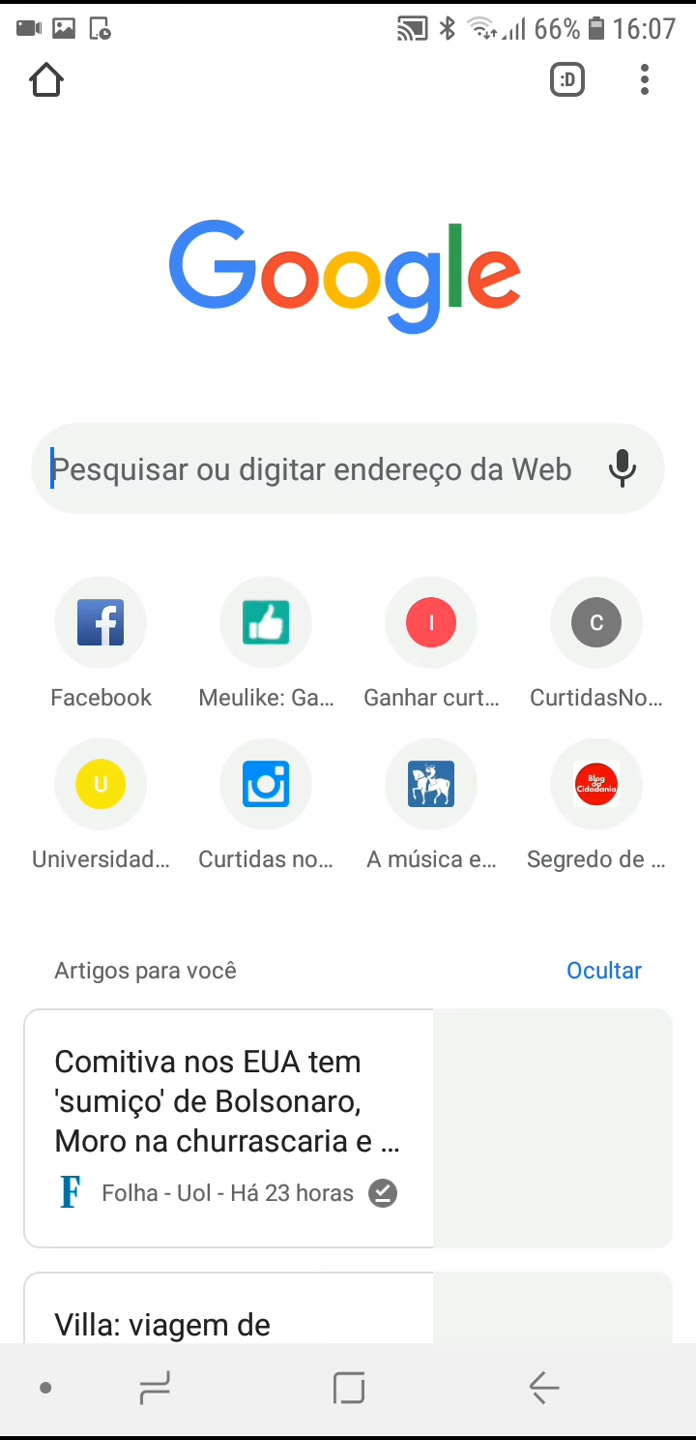 66% 16:07
:D
Google
Pesquisar ou digitar endereço da Web
Facebook
Meulike: Ga...
I
Ganhar curt...
C
CurtidasNo...
U
Universidad...
Curtidas no...
A música e...
Blog da Cidadania
Segredo de ...
Artigos para você
Ocultar
Comitiva nos EUA tem
'sumiço' de Bolsonaro,
Moro na churrascaria e ...
F Folha - Uol - Há 23 horas
Villa: viagem de